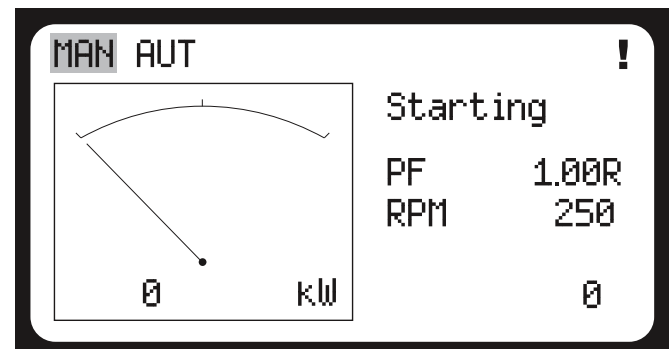 MAN AUT !
Starting
PF 1.00R
RPM 250
0 kW 0